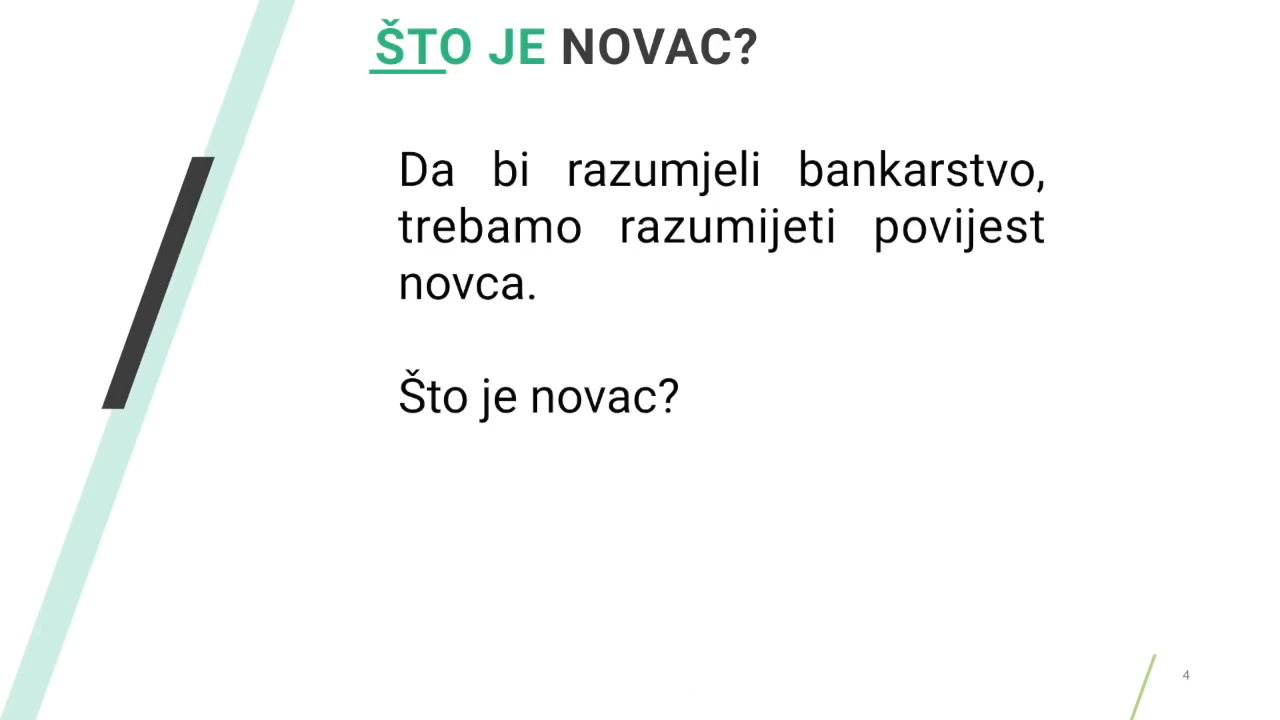 ŠTO JE NOVAC?
Da bi razumjeli bankarstvo,
trebamo razumijeti povijest
novca.
Što je novac?
4